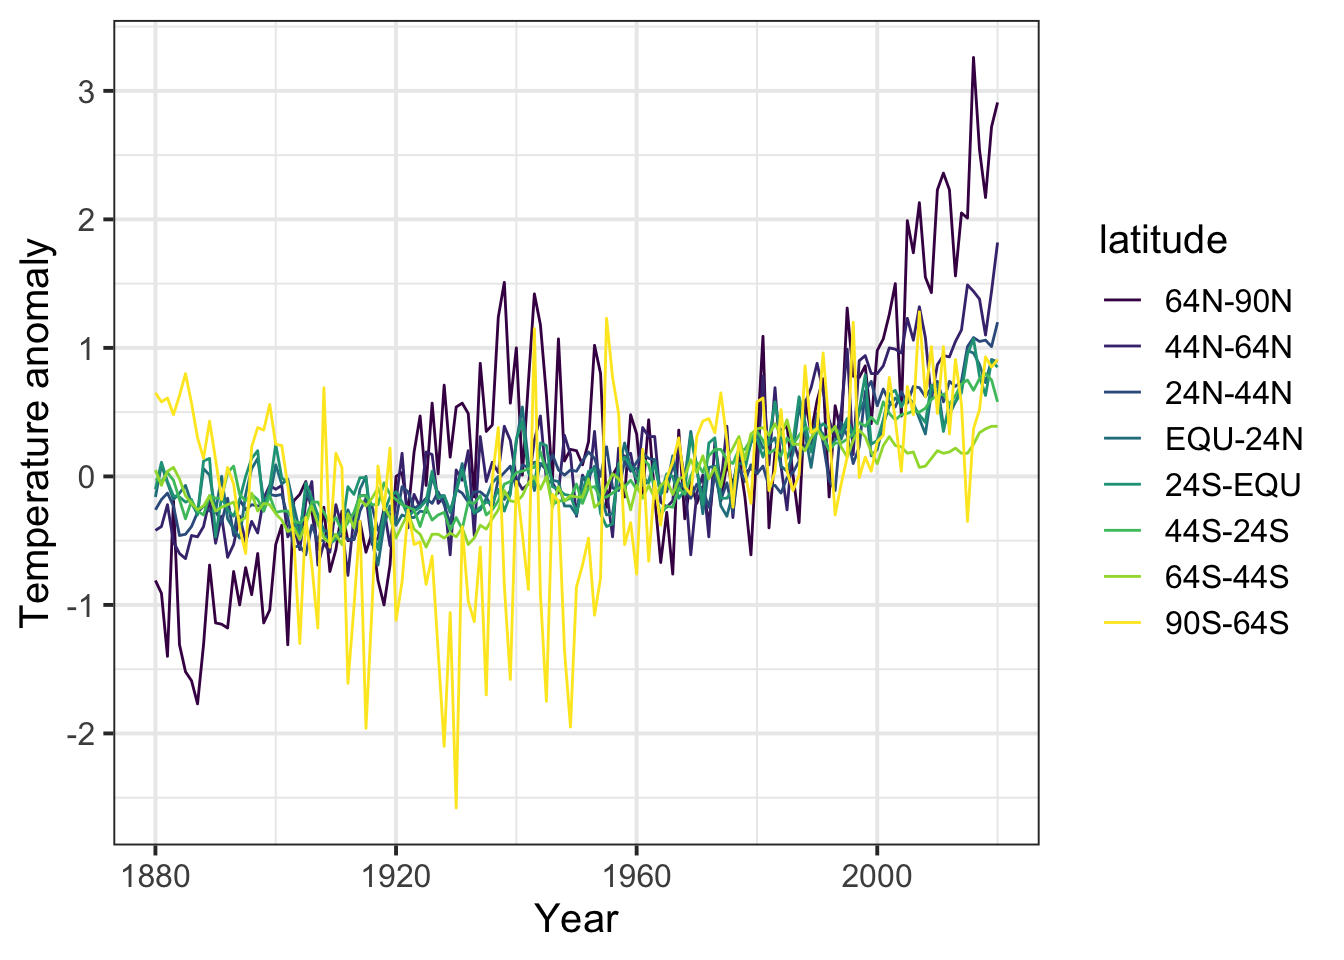 3
2
1
0
-1
-2
Temperature anomaly
1880 1920 1960 2000
Year
latitude
64N-90N
44N-64N
24N-44N
EQU-24N
24S-EQU
44S-24S
64S-44S
90S-64S